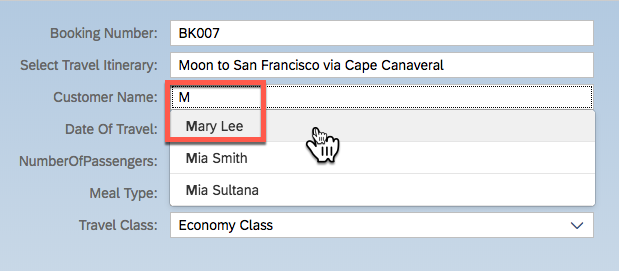 Booking Number: BK007
Select Travel Itinerary: Moon to San Francisco via Cape Canaveral
Customer Name: M
Date Of Travel: Mary Lee
NumberOfPassengers: Mia Smith
Meal Type: Mia Sultana
Travel Class: Economy Class